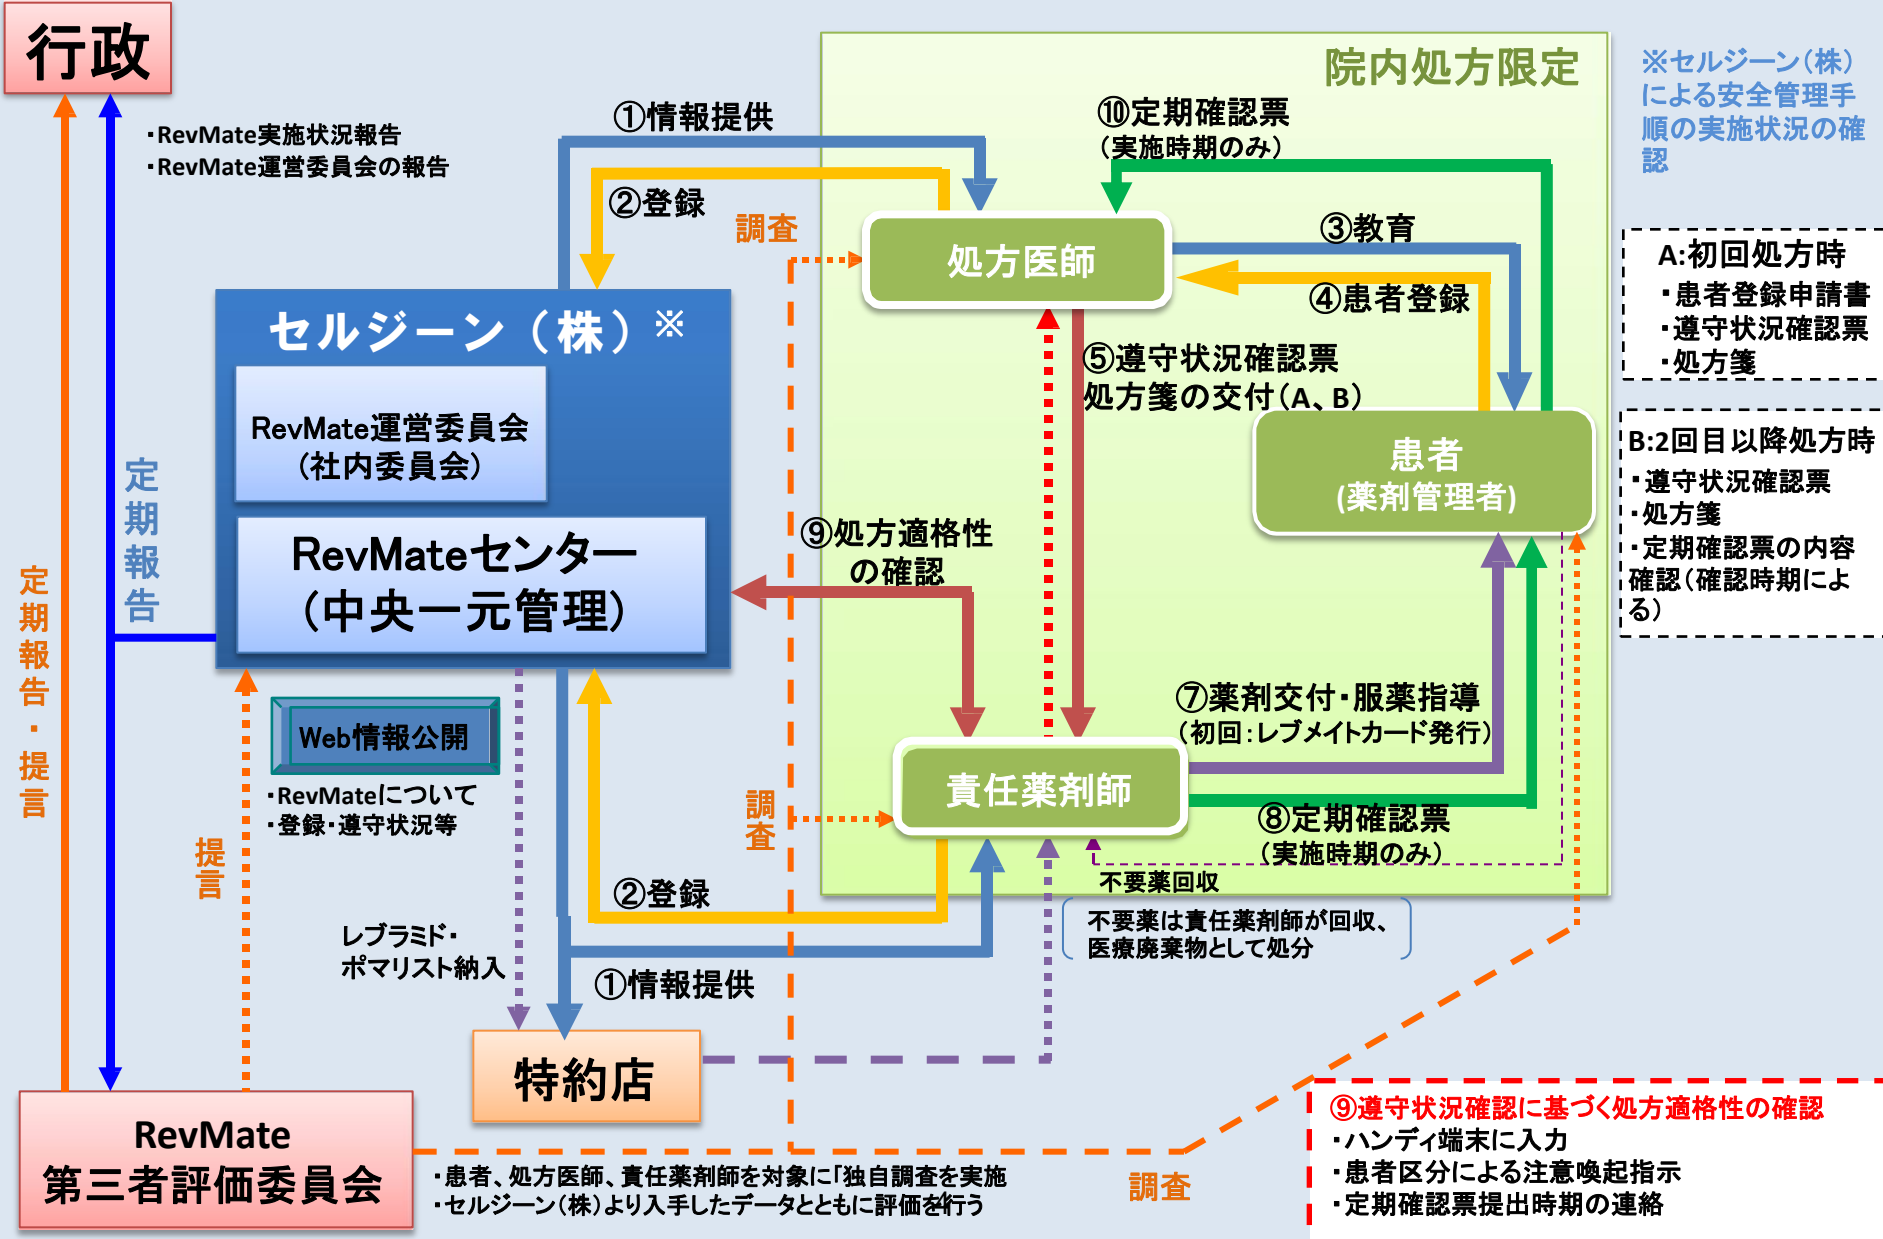 行政
・RevMate実施状況報告
・RevMate運営委員会の報告
①情報提供
②登録
調査
院内処方限定
⑩定期確認票
(実施時期のみ)
処方医師
③教育
④患者登録
⑤遵守状況確認票
処方箋の交付(A、B)
患者
(薬剤管理者)
※セルジーン(株)
による安全管理手
順の実施状況の確
認
A:初回処方時
・患者登録申請書
・遵守状況確認票
・処方箋
B:2回目以降処方時
・遵守状況確認票
・処方箋
・定期確認票の内容
確認(確認時期によ
る)
セルジーン(株)※
RevMate運営委員会
(社内委員会)
RevMateセンター
(中央一元管理)
定期報告
定期報告・提言
⑨処方適格性
の確認
Web情報公開
・RevMateについて
・登録・遵守状況等
提言
調査
⑦薬剤交付・服薬指導
(初回:レブメイトカード発行)
責任薬剤師
⑧定期確認票
(実施時期のみ)
不要薬回収
不要薬は責任薬剤師が回収、
医療廃棄物として処分
②登録
レブラミド・
ポマリスト納入
①情報提供
特約店
RevMate
第三者評価委員会
・患者、処方医師、責任薬剤師を対象に「独自調査を実施
・セルジーン(株)より入手したデータとともに評価を行う
調査
⑨遵守状況確認に基づく処方適格性の確認
・ハンディ端末に入力
・患者区分による注意喚起指示
・定期確認票提出時期の連絡